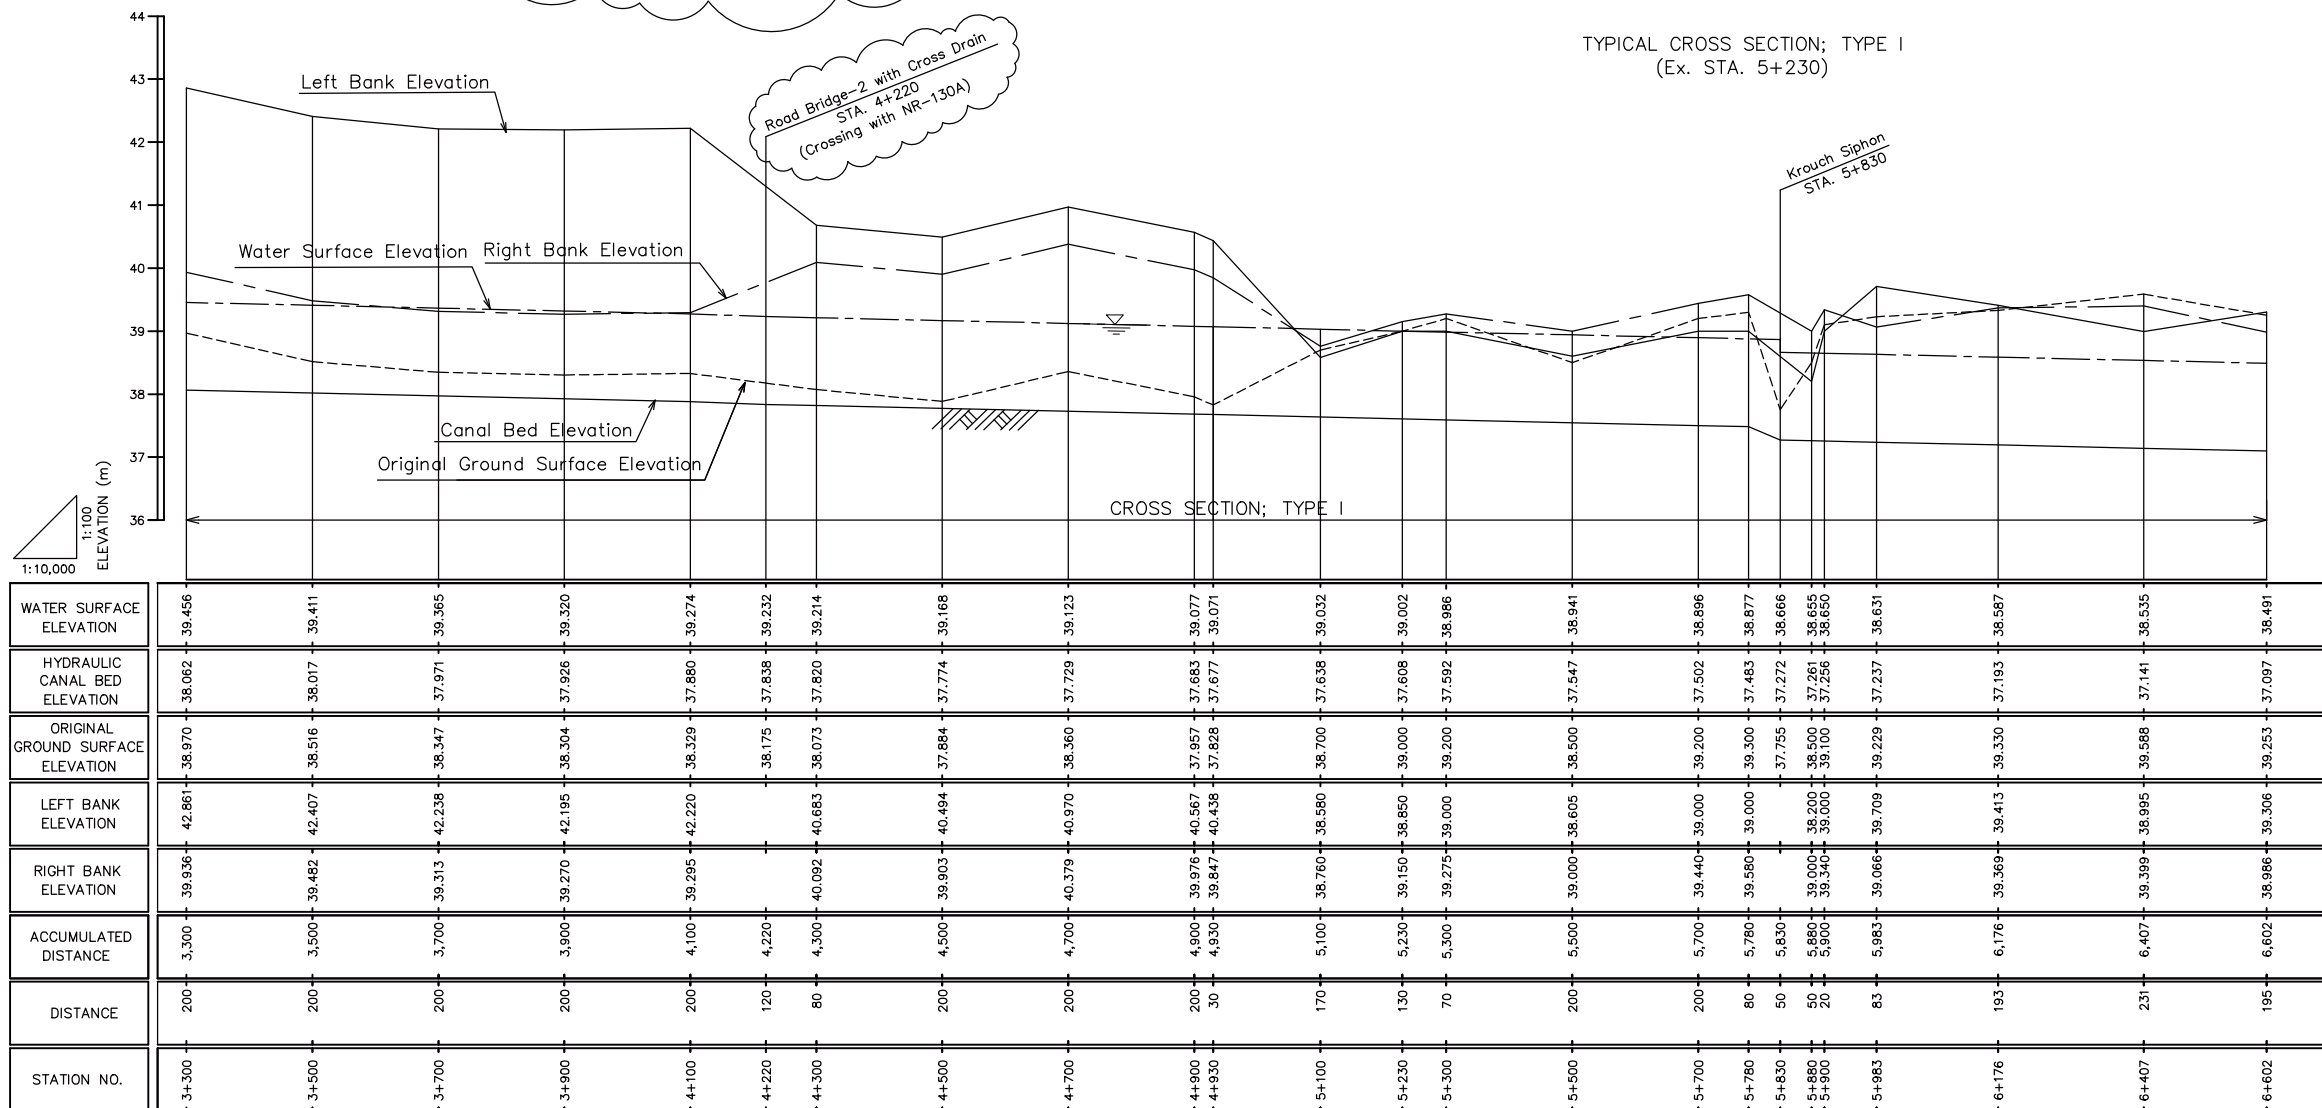 TYPICAL CROSS SECTION; TYPE I
(Ex. STA. 5+230)
Road Bridge-2 with Cross Drain
STA. 4+220
(Crossing with NR-130A)
Krouch Siphon
STA. 5+830
Left Bank Elevation
Water Surface Elevation
Right Bank Elevation
Canal Bed Elevation
Original Ground Surface Elevation
CROSS SECTION; TYPE I
44
43
42
41
40
39
38
37
36
ELEVATION (m)
1:100
1:10,000
WATER SURFACE
ELEVATION
39.456 39.411 39.365 39.320 39.274 39.232 39.214 39.168 39.123 39.077 39.071 39.032 39.002 38.986 38.941 38.896 38.877 38.666 38.655 38.650 38.631 38.587 38.535 38.491
HYDRAULIC
CANAL BED
ELEVATION
38.062 38.017 37.971 37.926 37.880 37.838 37.820 37.774 37.729 37.683 37.677 37.638 37.608 37.592 37.547 37.502 37.483 37.272 37.261 37.256 37.237 37.193 37.141 37.097
ORIGINAL
GROUND SURFACE
ELEVATION
38.970 38.516 38.347 38.304 38.329 38.175 38.073 37.884 38.360 37.957 37.828 38.700 39.000 39.200 38.500 39.200 39.300 37.755 38.500 39.100 39.229 39.330 39.588 39.253
LEFT BANK
ELEVATION
42.861 42.407 42.238 42.195 42.220 40.683 40.494 40.970 40.567 40.438 38.580 38.850 39.000 38.605 39.000 39.000 38.200 39.000 39.709 39.413 38.995 39.306
RIGHT BANK
ELEVATION
39.936 39.482 39.313 39.270 39.295 40.092 39.903 40.379 39.976 39.847 38.760 39.150 39.275 39.000 39.440 39.580 39.000 39.340 39.066 39.369 39.399 38.986
ACCUMULATED
DISTANCE
3,300 3,500 3,700 3,900 4,100 4,220 4,300 4,500 4,700 4,900 4,930 5,100 5,230 5,300 5,500 5,700 5,780 5,830 5,880 5,900 5,983 6,176 6,407 6,602
DISTANCE
200 200 200 200 200 120 80 200 200 200 30 170 130 70 200 200 80 50 50 20 83 193 231 195
STATION NO.
3+300 3+500 3+700 3+900 4+100 4+220 4+300 4+500 4+700 4+900 4+930 5+100 5+230 5+300 5+500 5+700 5+780 5+830 5+880 5+900 5+983 6+176 6+407 6+602